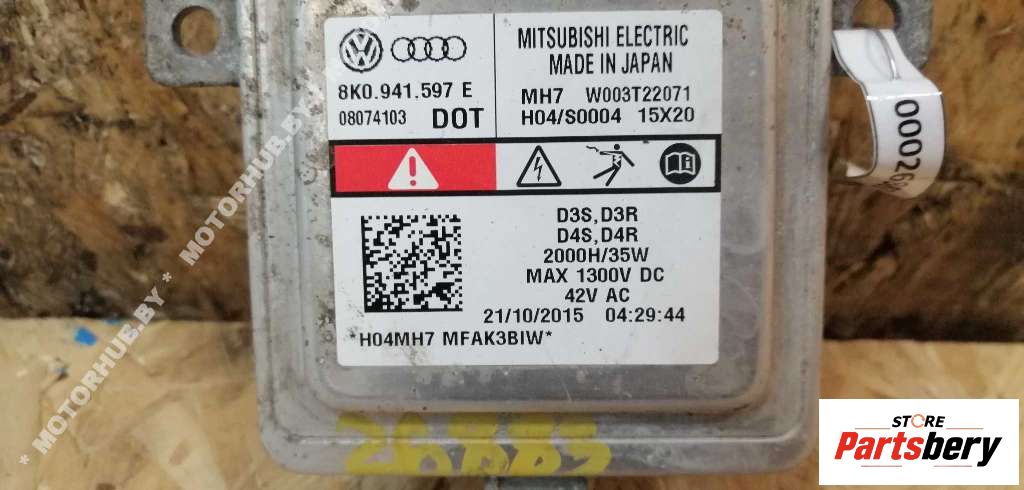 MITSUBISHI ELECTRIC
MADE IN JAPAN
8K0.941.597 E
08074103 DOT
MH7 W003T22071
H04/S0004 15X20
D3S,D3R
D4S,D4R
2000H/35W
MAX 1300V DC
42V AC
21/10/2015 04:29:44
*H04MH7 MFAK3BIW*
* MOTORHUB.BY * MOTORHUB.BY
STORE
Partsbery